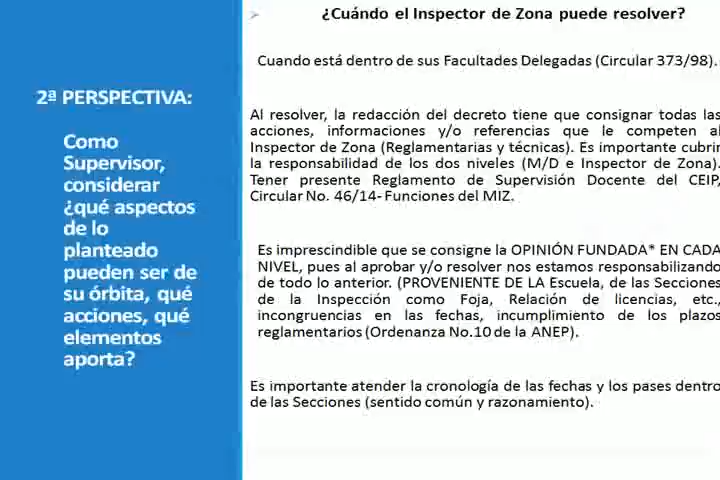 2ª PERSPECTIVA:
Como
Supervisor,
considerar
¿qué aspectos
de lo
planteado
pueden ser de
su órbita, qué
acciones, qué
elementos
aporta?
¿Cuándo el Inspector de Zona puede resolver?
Cuando está dentro de sus Facultades Delegadas (Circular 373/98).
Al resolver, la redacción del decreto tiene que consignar todas las
acciones, informaciones y/o referencias que le competen al
Inspector de Zona (Reglamentarias y técnicas). Es importante cubrir
la responsabilidad de los dos niveles (M/D e Inspector de Zona).
Tener presente Reglamento de Supervisión Docente del CEIP,
Circular No. 46/14- Funciones del MIZ.
Es imprescindible que se consigne la OPINIÓN FUNDADA* EN CADA
NIVEL, pues al aprobar y/o resolver nos estamos responsabilizando
de todo lo anterior. (PROVENIENTE DE LA Escuela, de las Secciones
de la Inspección como Foja, Relación de licencias, etc.,
incongruencias en las fechas, incumplimiento de los plazos
reglamentarios (Ordenanza No.10 de la ANEP).
Es importante atender la cronología de las fechas y los pases dentro
de las Secciones (sentido común y razonamiento).